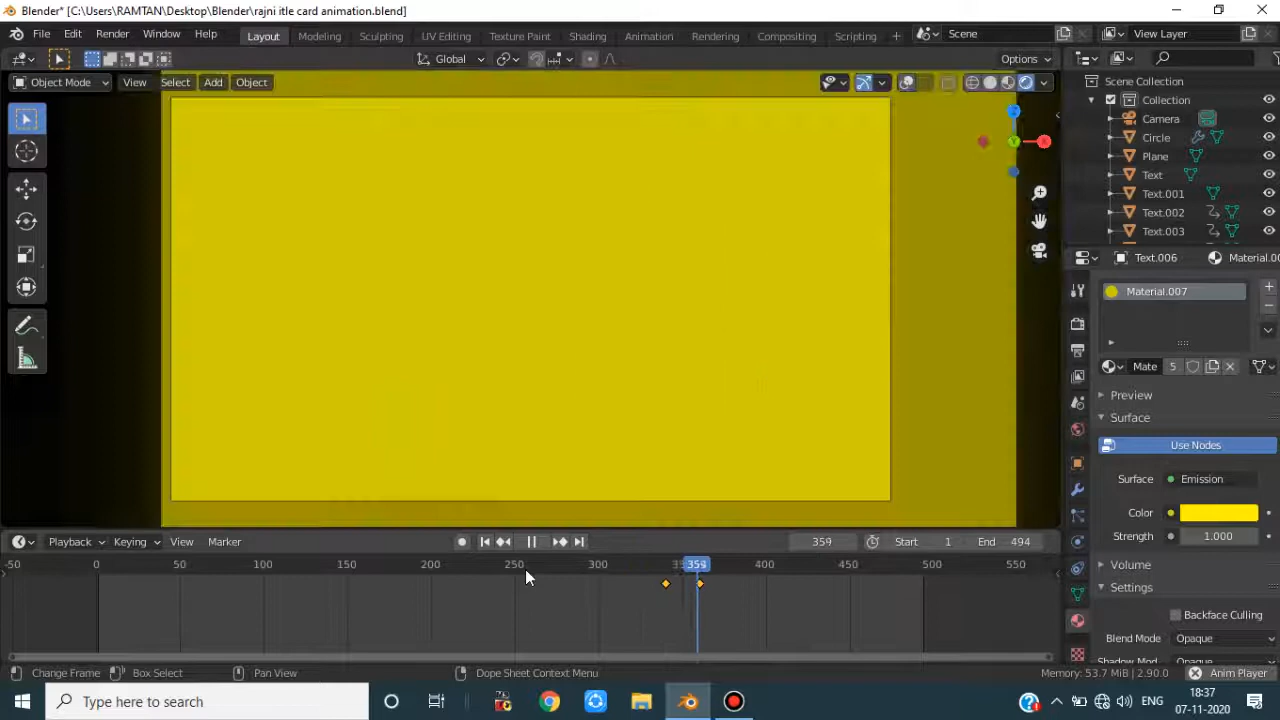 Blender* [C:\Users\RAMTAN\Desktop\Blender\rajni itle card animation.blend]
File Edit Render Window Help Layout Modeling Sculpting UV Editing Texture Paint Shading Animation Rendering Compositing Scripting Scene View Layer
Global Options
Object Mode View Select Add Object
Scene Collection
Collection
Camera
Circle
Plane
Text
Text.001
Text.002
Text.003
Text.006 Material.00
Material.007
Mate 5
Preview
Surface
Use Nodes
Surface Emission
Color
Strength 1.000
Volume
Settings
Backface Culling
Blend Mode Opaque
Shadow Mod Opaque
Playback Keying View Marker 359 Start 1 End 494
-50 0 50 100 150 200 250 300 359 400 450 500 550
Change Frame Box Select Pan View Dope Sheet Context Menu Memory: 53.7 MiB | 2.90.0 Anim Player
Type here to search
ENG
18:37
07-11-2020